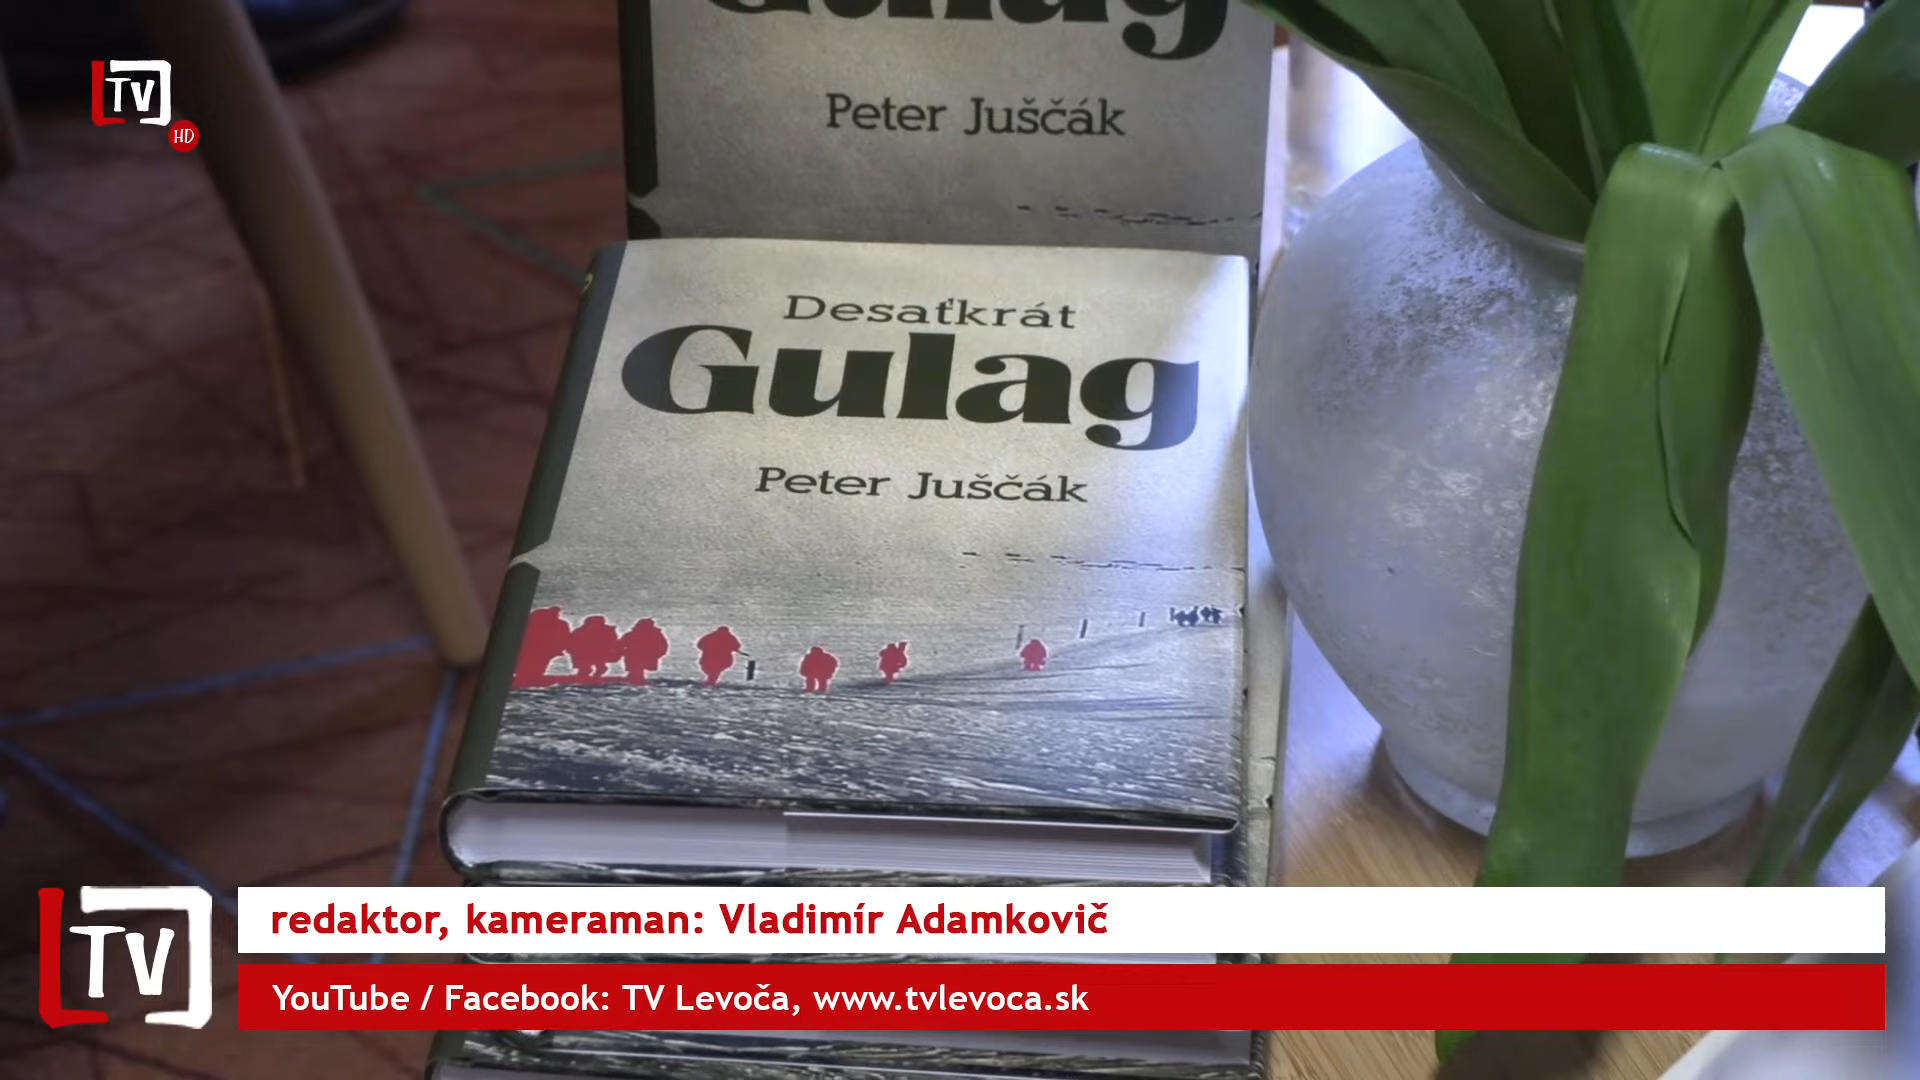 TV
HD
Gulag
Peter Juščák
Desaťkrát
Gulag
Peter Juščák
TV
redaktor, kameraman: Vladimír Adamkovič
YouTube / Facebook: TV Levoča, www.tvlevoca.sk